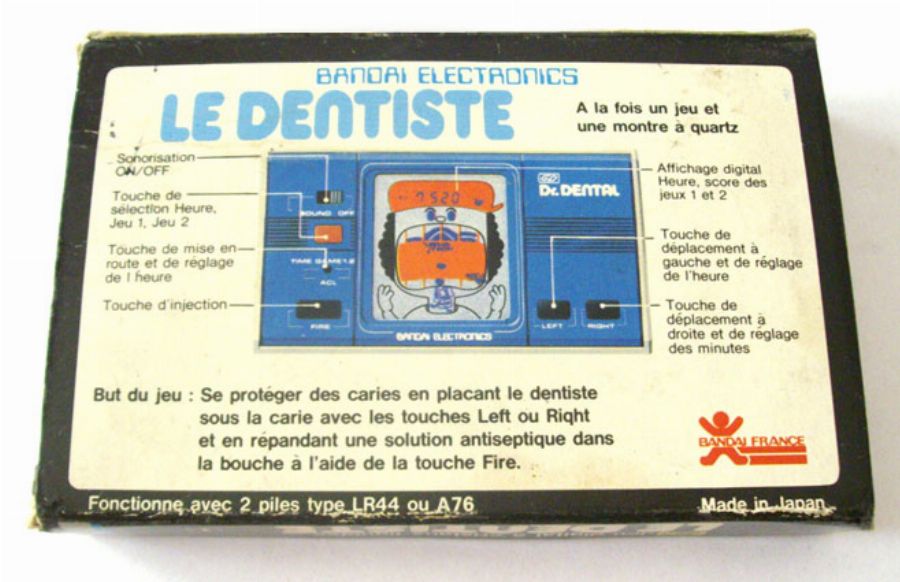 BANDAI ELECTRONICS
LE DENTISTE
A la fois un jeu et
une montre à quartz
Sonorisation
ON/OFF
Touche de
sélection Heure,
Jeu 1, Jeu 2
Touche de mise en
route et de réglage
de l heure
Touche d'injection
7 520
Dr. DENTAL
SOUND OFF
TIME GAME 1.2
ACL
FIRE
BANDAI ELECTRONICS
LEFT
RIGHT
Affichage digital
Heure, score des
jeux 1 et 2
Touche de
déplacement à
gauche et de réglage
de l'heure
Touche de
déplacement à
droite et de réglage
des minutes
But du jeu : Se protéger des caries en placant le dentiste
sous la carie avec les touches Left ou Right
et en répandant une solution antiseptique dans
la bouche à l'aide de la touche Fire.
BANDAI FRANCE
Fonctionne avec 2 piles type LR44 ou A76
Made in Japan